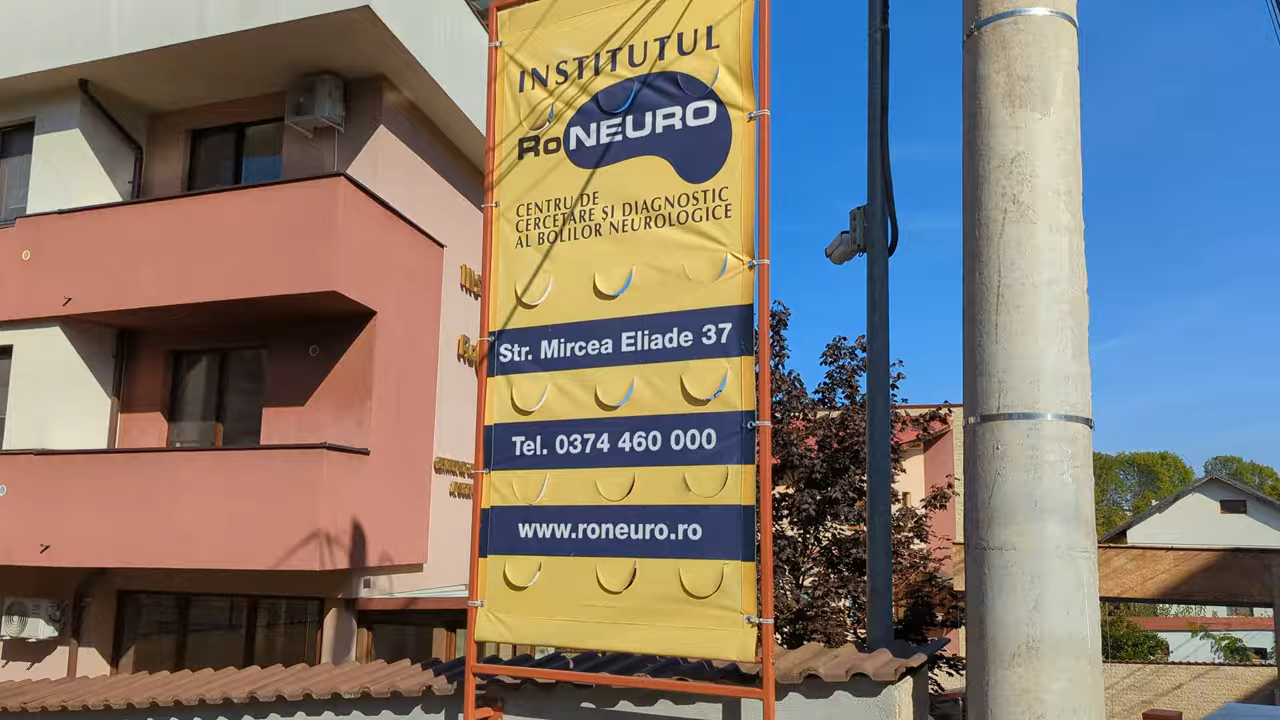 INSTITUTUL
RoNEURO
CENTRU DE
CERCETARE ȘI DIAGNOSTIC
AL BOLILOR NEUROLOGICE
Str. Mircea Eliade 37
Tel. 0374 460 000
www.roneuro.ro